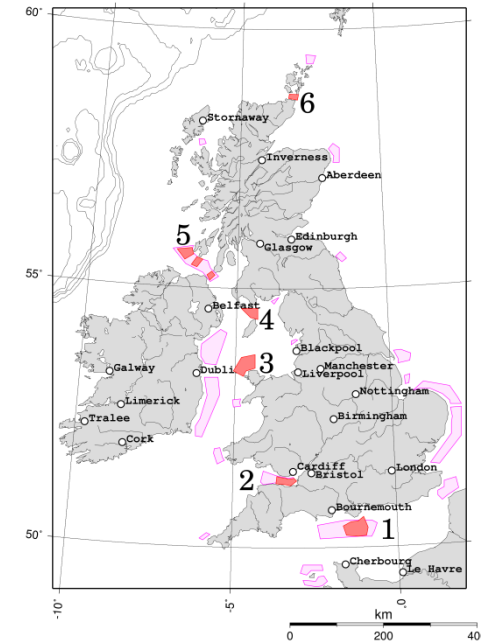 60°
6
Stornaway
Inverness
Aberdeen
5
Edinburgh
Glasgow
55°
Belfast
4
Blackpool
3
Galway
Dubli
Manchester
Liverpool
Nottingham
Limerick
Tralee
Birmingham
Cork
Cardiff
London
2
Bristol
Bournemouth
1
50°
Cherbourg
Le Havre
-10°
-5°
0°
km
0 200 40